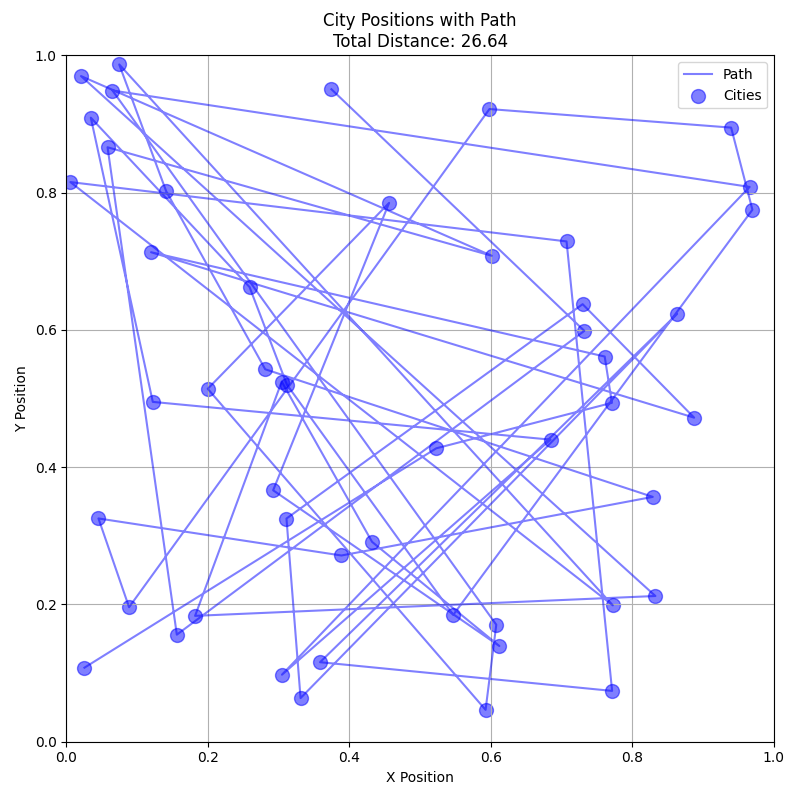 City Positions with Path
Total Distance: 26.64
Path
Cities
Y Position
1.0
0.8
0.6
0.4
0.2
0.0
0.0 0.2 0.4 0.6 0.8 1.0
X Position